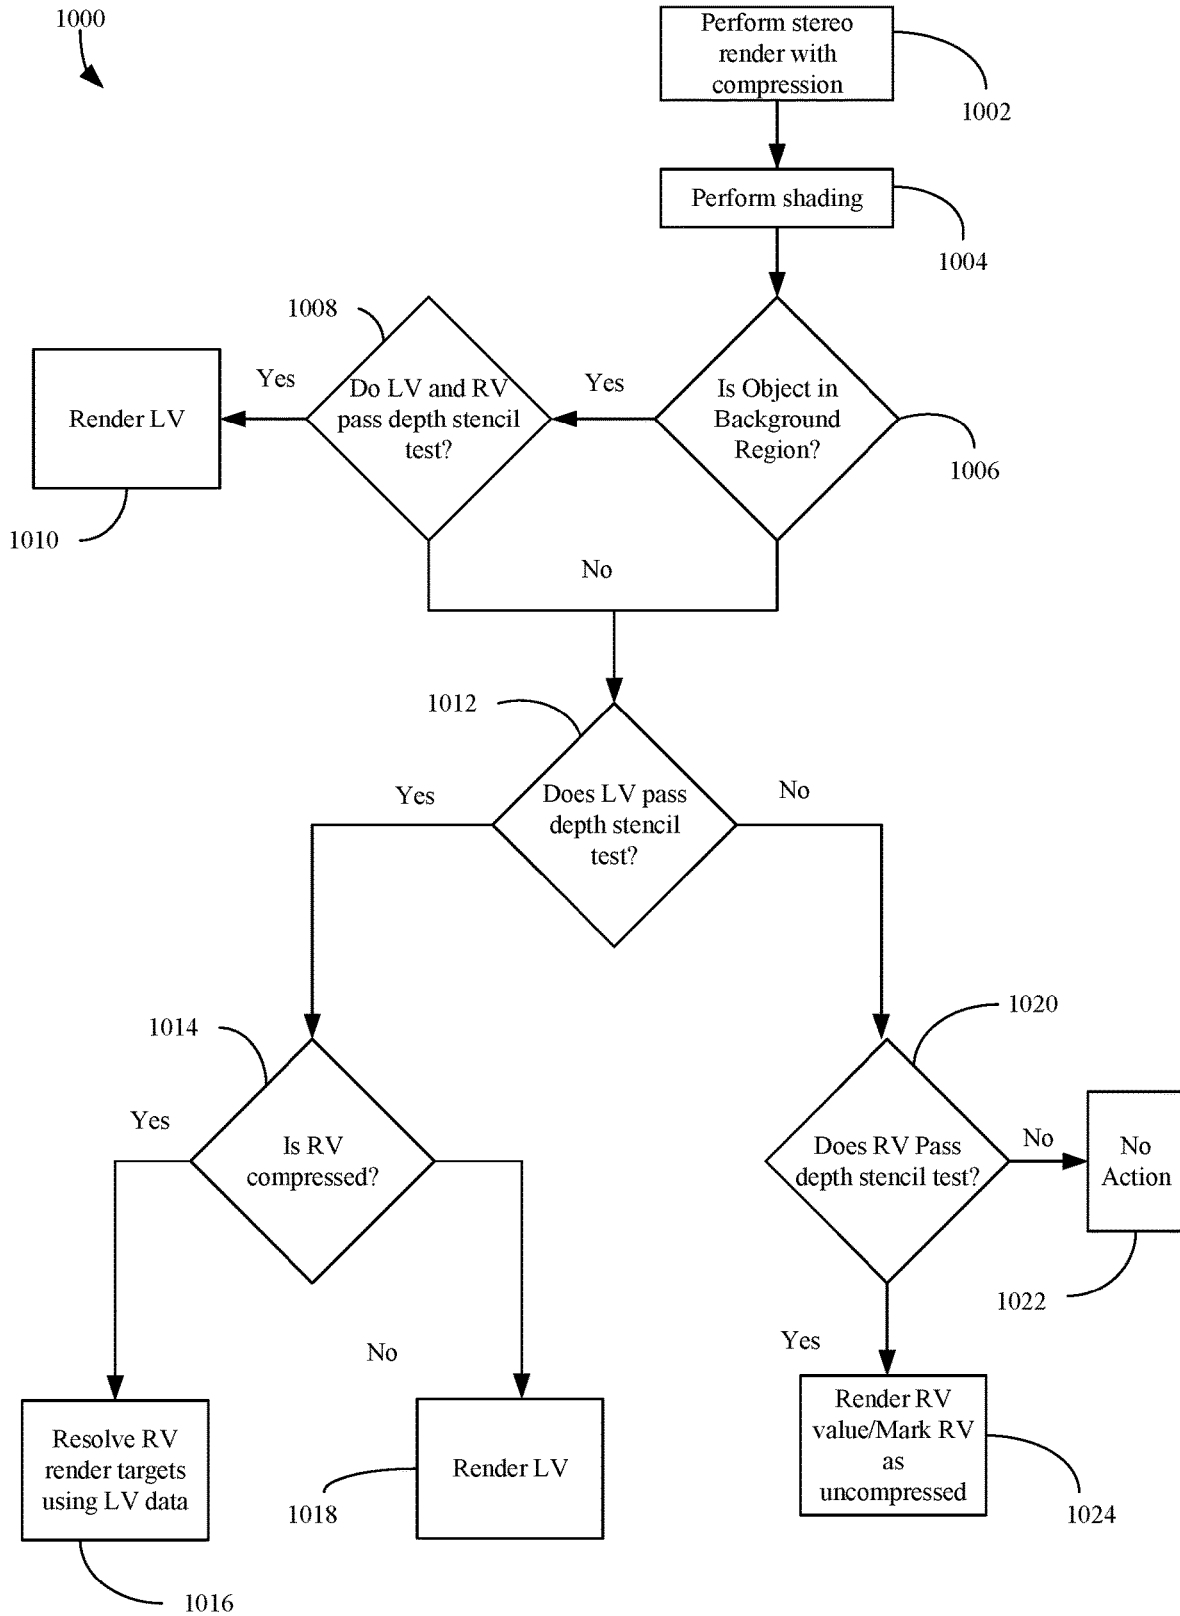 1000
Perform stereo
render with
compression
1002
Perform shading
1004
1008
Yes
Yes
Render LV
Do LV and RV
pass depth stencil
test?
Is Object in
Background
Region?
1006
1010
No
1012
Yes
No
Does LV pass
depth stencil
test?
1014
1020
Yes
Is RV
compressed?
Does RV Pass
depth stencil test?
No
No
Action
1022
No
Yes
Resolve RV
render targets
using LV data
Render LV
Render RV
value/Mark RV
as
uncompressed
1018
1024
1016